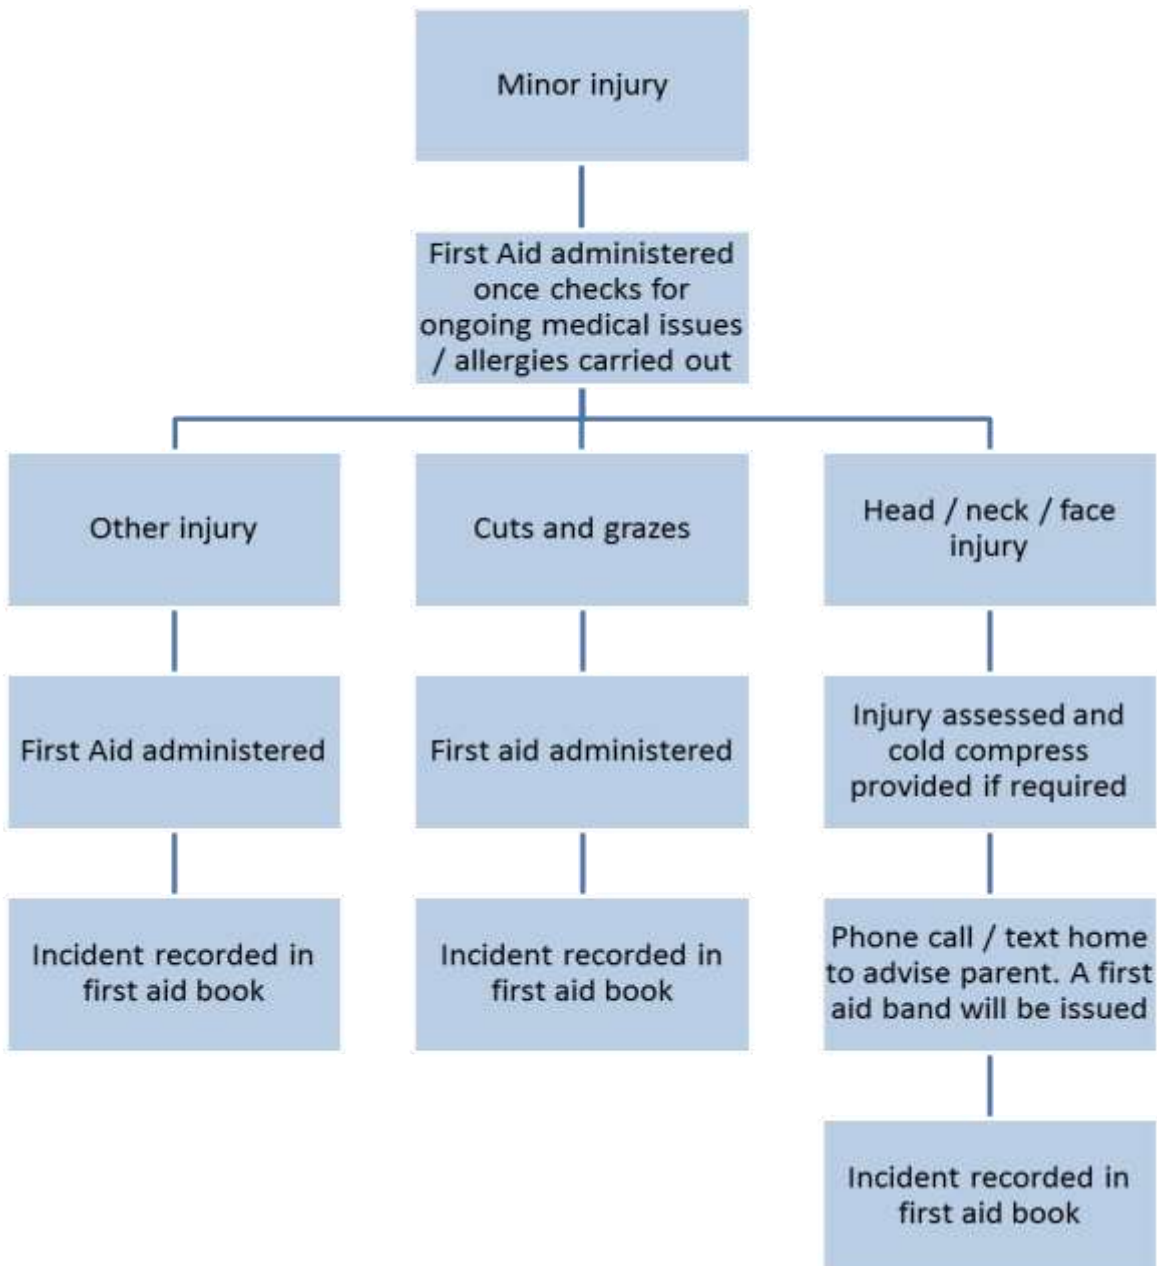 Minor injury
First Aid administered
once checks for
ongoing medical issues
/ allergies carried out
Other injury
Cuts and grazes
Head / neck / face
injury
First Aid administered
First aid administered
Injury assessed and
cold compress
provided if required
Incident recorded in
first aid book
Incident recorded in
first aid book
Phone call / text home
to advise parent. A first
aid band will be issued
Incident recorded in
first aid book